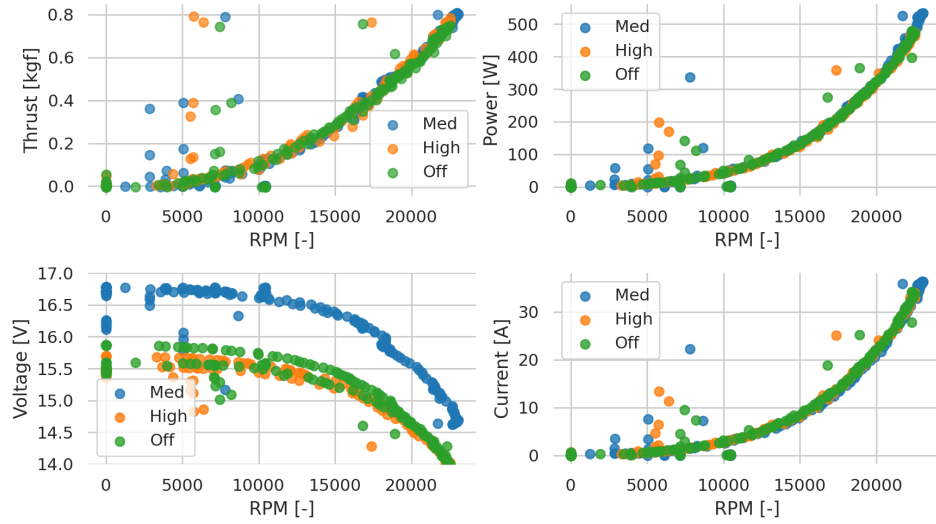 0.8
0.6
0.4
0.2
0.0
Thrust [kgf]
Med
High
Off
0 5000 10000 15000 20000
RPM [-]
500
400
300
200
100
0
Power [W]
Med
High
Off
0 5000 10000 15000 20000
RPM [-]
17.0
16.5
16.0
15.5
15.0
14.5
14.0
Voltage [V]
Med
High
Off
0 5000 10000 15000 20000
RPM [-]
30
20
10
0
Current [A]
Med
High
Off
0 5000 10000 15000 20000
RPM [-]